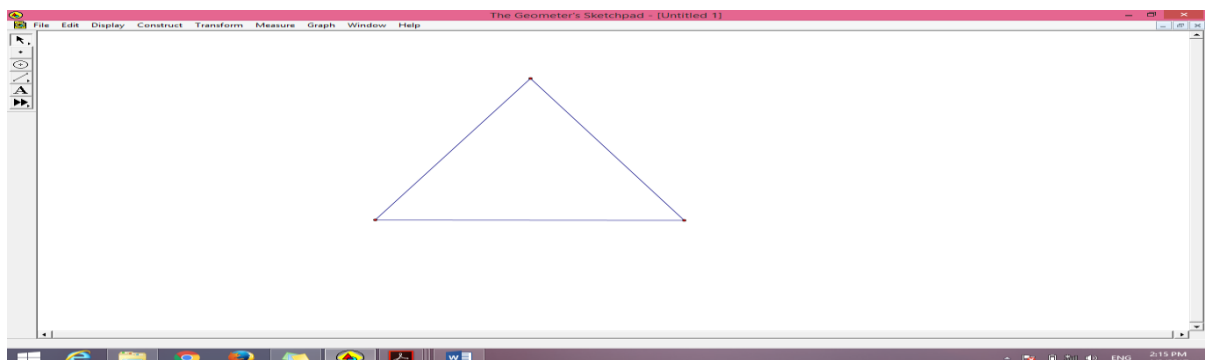 The Geometer's Sketchpad - [Untitled 1]
File Edit Display Construct Transform Measure Graph Window Help
A
W
ENG 2:15 PM